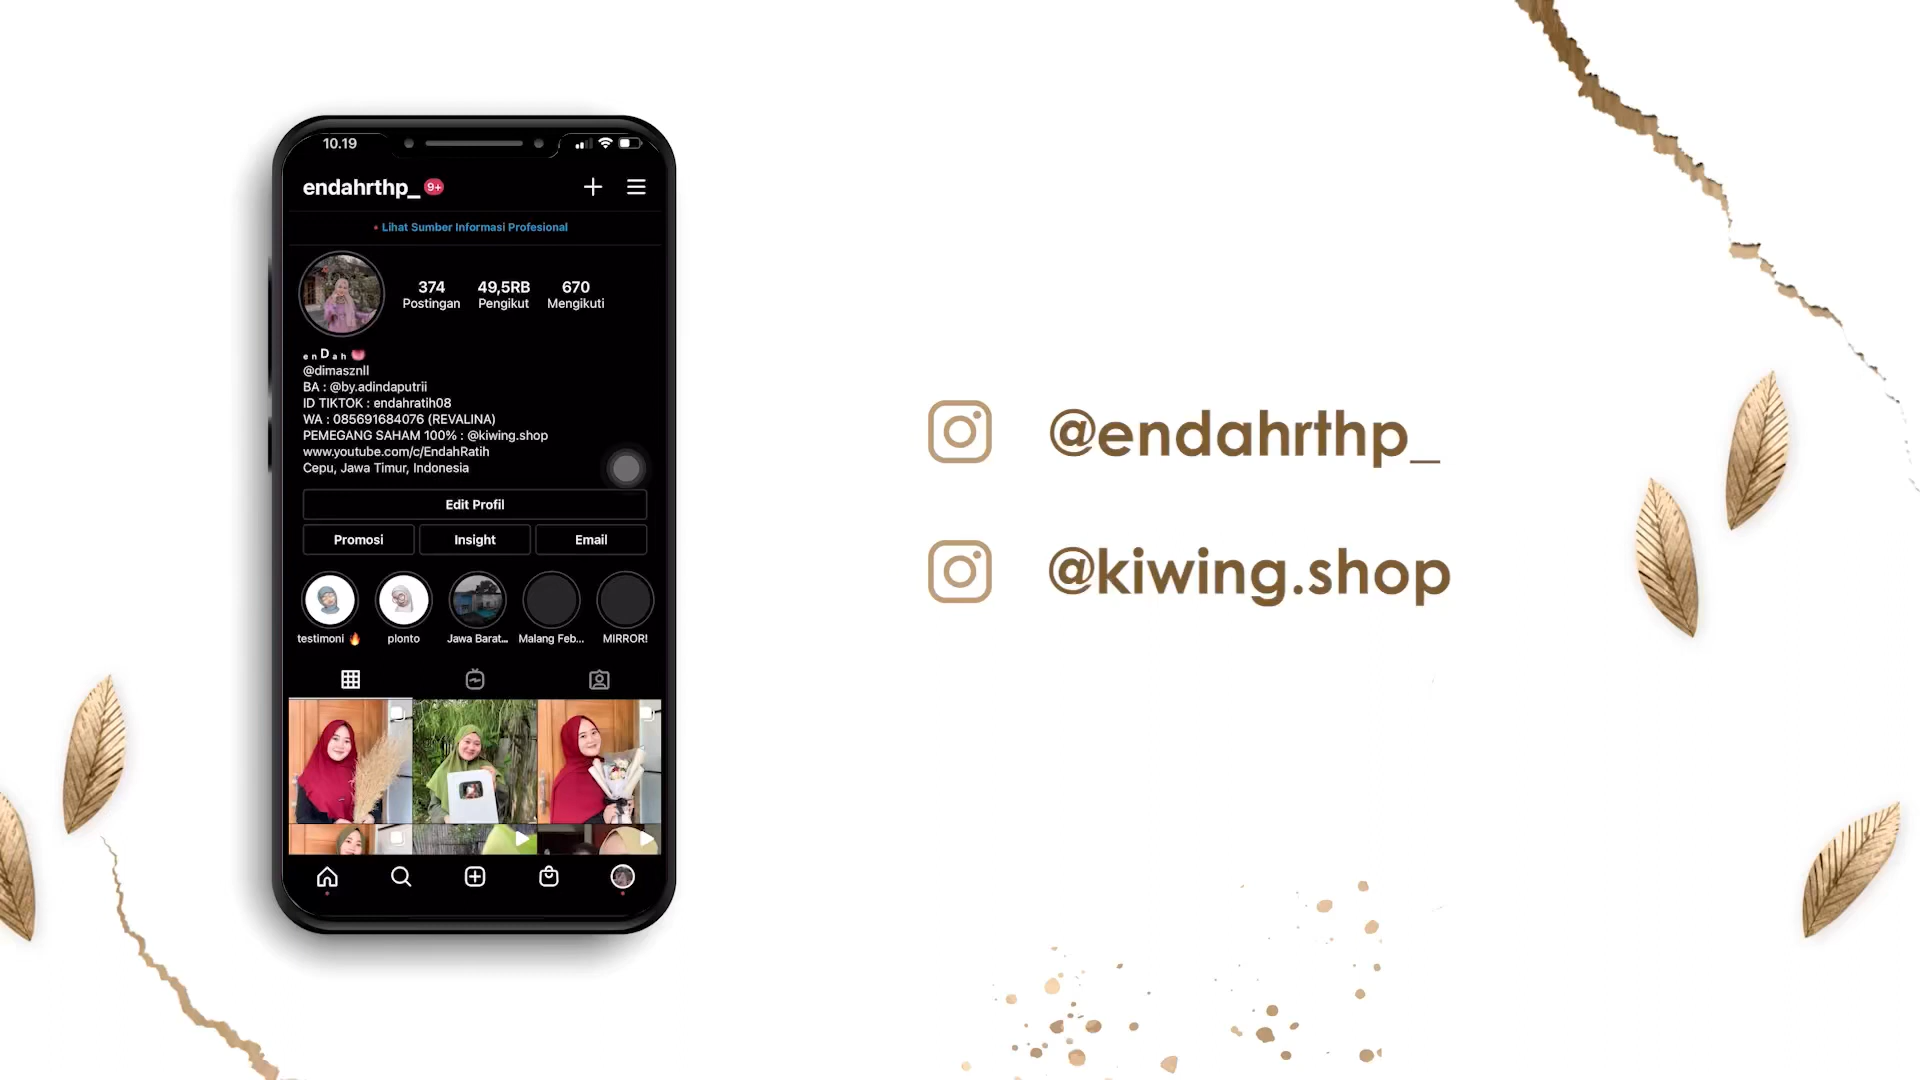 10.19
endahrthp_ 9+
Lihat Sumber Informasi Profesional
374 49,5RB 670
Postingan Pengikut Mengikuti
enDah
@dimasznll
BA : @by.adindaputrii
ID TIKTOK : endahratih08
WA : 085691684076 (REVALINA)
PEMEGANG SAHAM 100% : @kiwing.shop
www.youtube.com/c/EndahRatih
Cepu, Jawa Timur, Indonesia
Edit Profil
Promosi Insight Email
testimoni 🔥 plonto Jawa Barat... Malang Feb... MIRROR!
@endahrthp_
@kiwing.shop